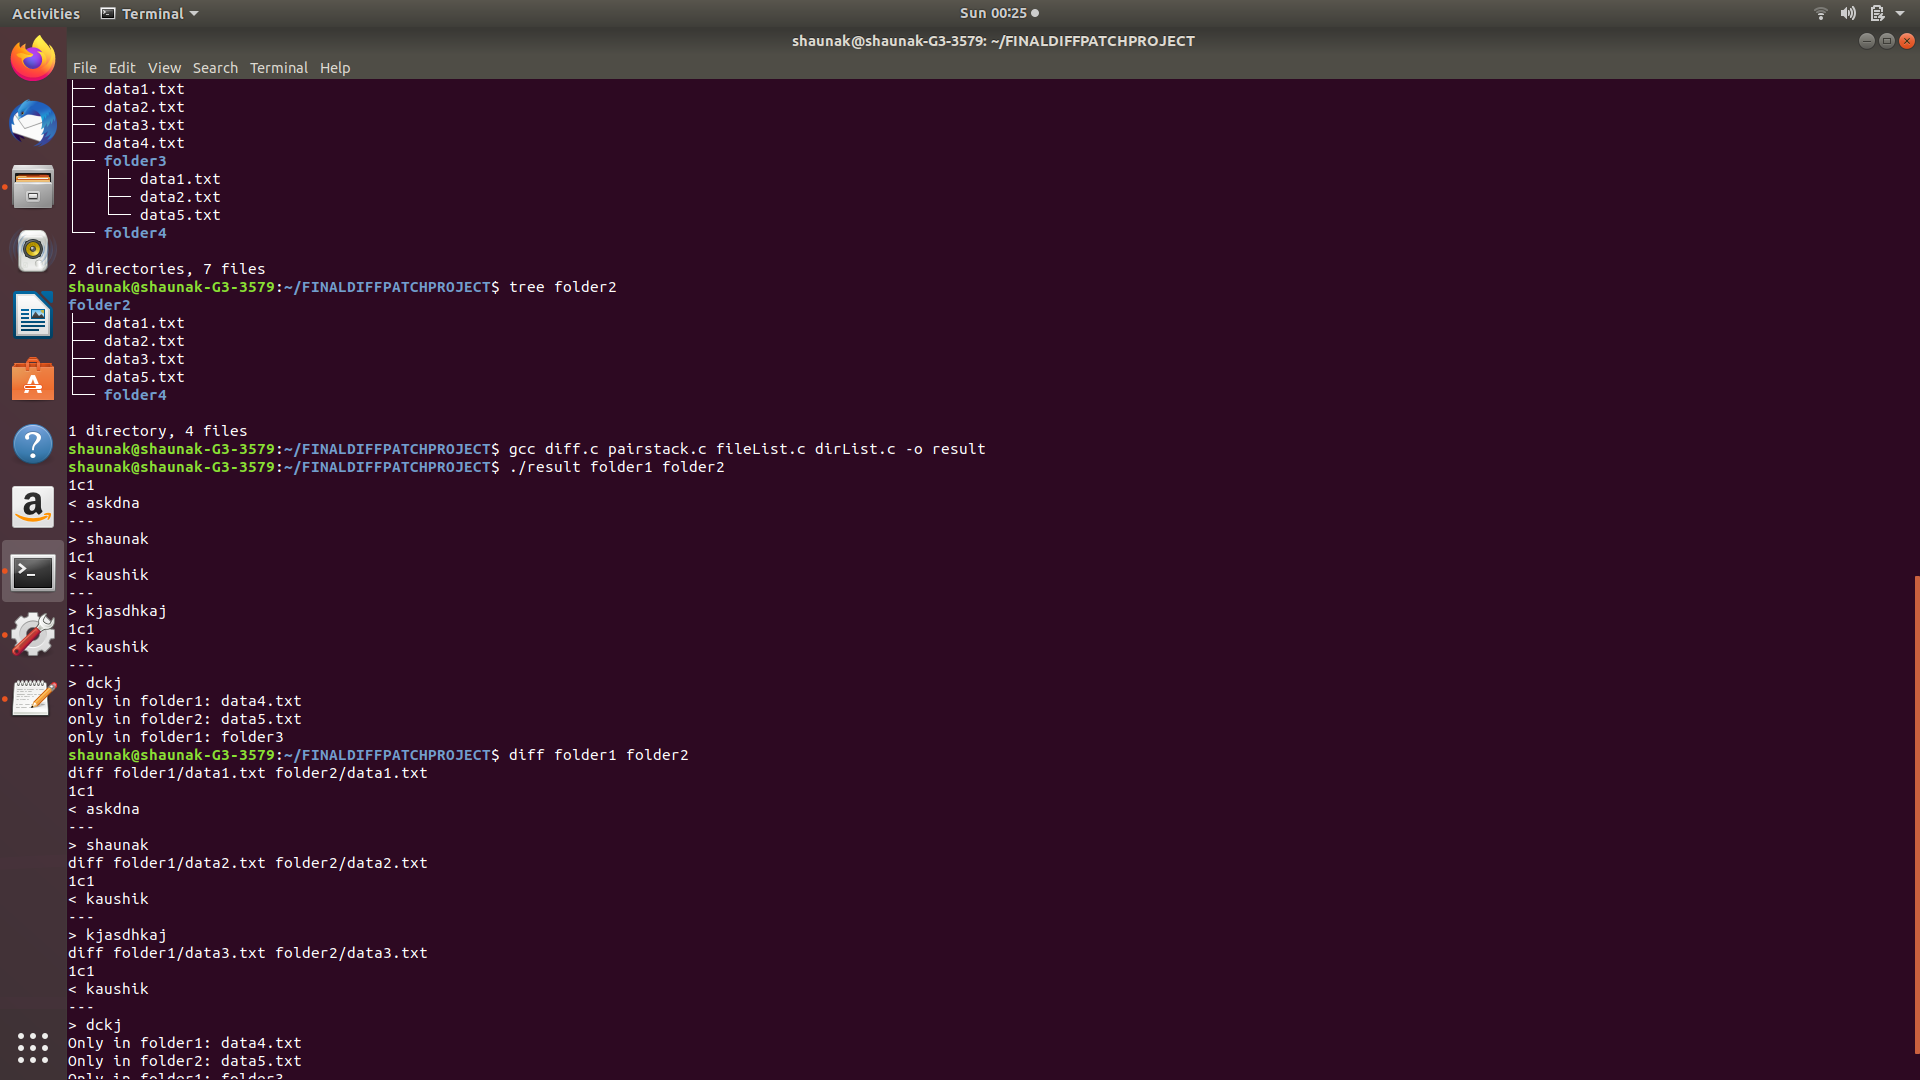 Activities Terminal Sun 00:25
shaunak@shaunak-G3-3579: ~/FINALDIFFPATCHPROJECT
File Edit View Search Terminal Help
├── data1.txt
├── data2.txt
├── data3.txt
├── data4.txt
├── folder3
│   ├── data1.txt
│   ├── data2.txt
│   └── data5.txt
└── folder4
2 directories, 7 files
shaunak@shaunak-G3-3579:~/FINALDIFFPATCHPROJECT$ tree folder2
folder2
├── data1.txt
├── data2.txt
├── data3.txt
├── data5.txt
└── folder4
1 directory, 4 files
shaunak@shaunak-G3-3579:~/FINALDIFFPATCHPROJECT$ gcc diff.c pairstack.c fileList.c dirList.c -o result
shaunak@shaunak-G3-3579:~/FINALDIFFPATCHPROJECT$ ./result folder1 folder2
1c1
< askdna
---
> shaunak
1c1
< kaushik
---
> kjasdhkaj
1c1
< kaushik
---
> dckj
only in folder1: data4.txt
only in folder2: data5.txt
only in folder1: folder3
shaunak@shaunak-G3-3579:~/FINALDIFFPATCHPROJECT$ diff folder1 folder2
diff folder1/data1.txt folder2/data1.txt
1c1
< askdna
---
> shaunak
diff folder1/data2.txt folder2/data2.txt
1c1
< kaushik
---
> kjasdhkaj
diff folder1/data3.txt folder2/data3.txt
1c1
< kaushik
---
> dckj
Only in folder1: data4.txt
Only in folder2: data5.txt
Only in folder1: folder3